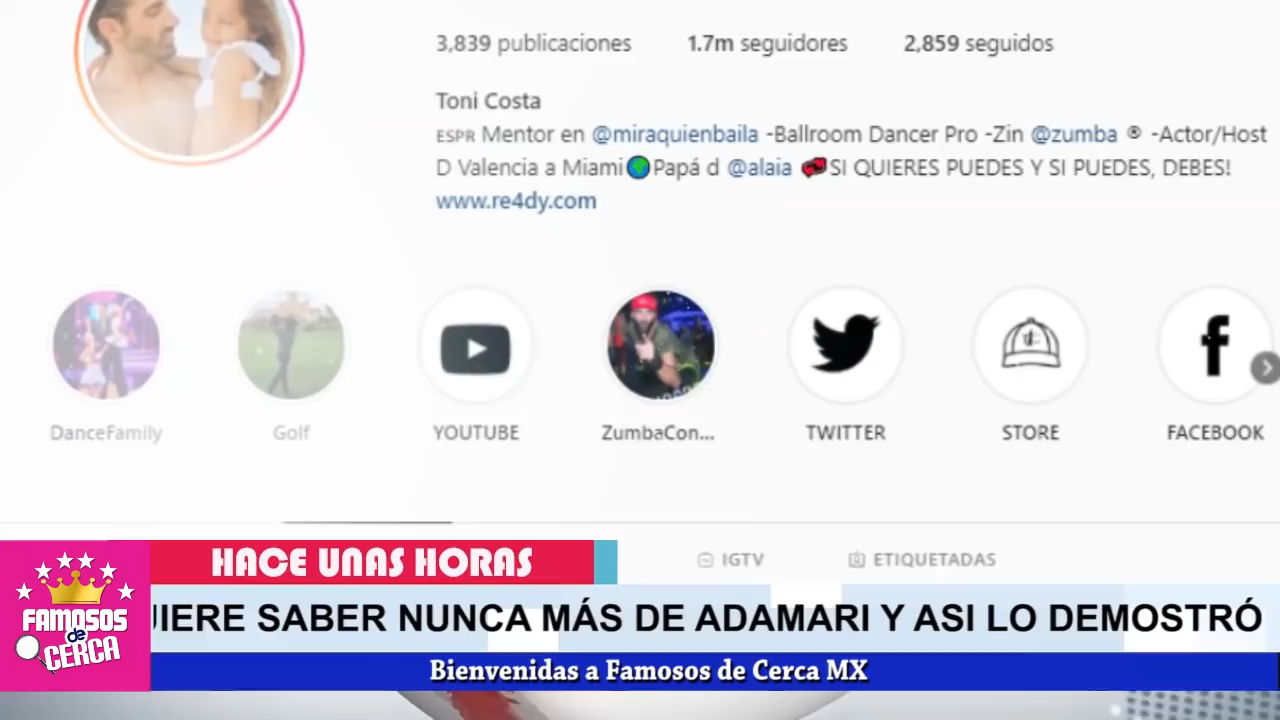 3,839 publicaciones 1.7m seguidores 2,859 seguidos
Toni Costa
ESPR Mentor en @miraquienbaila -Ballroom Dancer Pro -Zin @zumba ® -Actor/Host
D Valencia a Miami🌍Papá d @alaia SI QUIERES PUEDES Y SI PUEDES, DEBES!
www.re4dy.com
DanceFamily Golf YOUTUBE ZumbaCon... TWITTER STORE FACEBOOK
IGTV ETIQUETADAS
HACE UNAS HORAS
UIERE SABER NUNCA MÁS DE ADAMARI Y ASI LO DEMOSTRÓ
FAMOSOS
de
CERCA
Bienvenidas a Famosos de Cerca MX